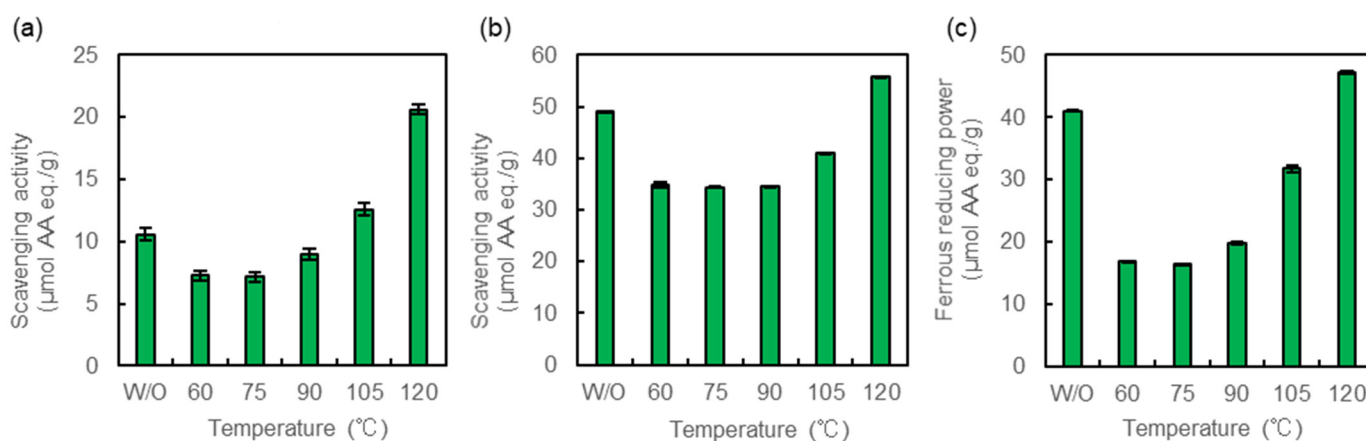 (a)
Scavenging activity
(μmol AA eq./g)
25
20
15
10
5
0
W/O 60 75 90 105 120
Temperature (℃)
(b)
Scavenging activity
(μmol AA eq./g)
60
50
40
30
20
10
0
W/O 60 75 90 105 120
Temperature (℃)
(c)
Ferrous reducing power
(μmol AA eq./g)
50
40
30
20
10
0
W/O 60 75 90 105 120
Temperature (℃)